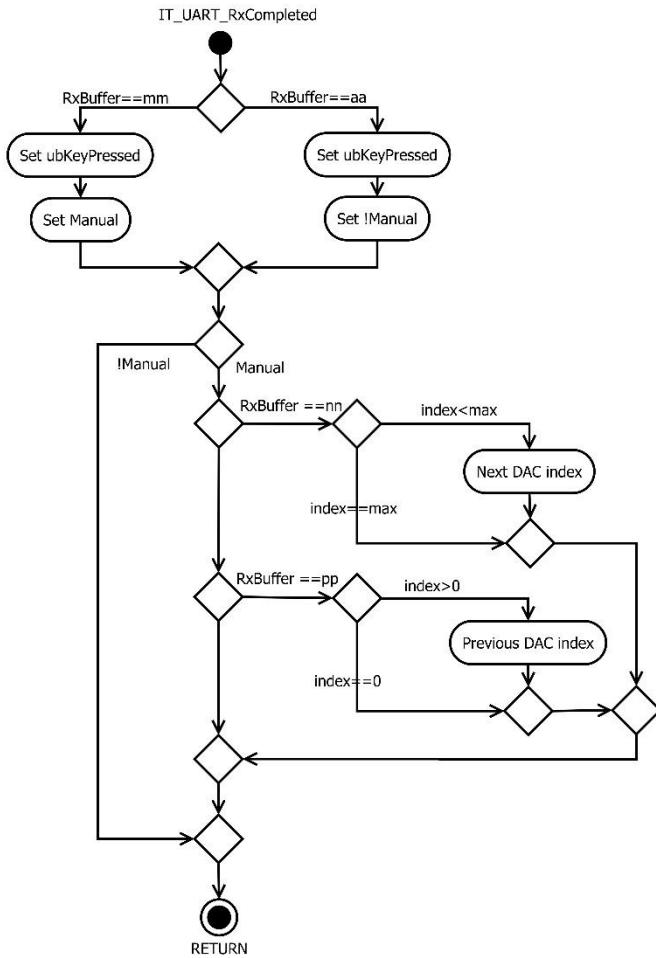 IT_UART_RxCompleted
RxBuffer==mm
RxBuffer==aa
Set ubKeyPressed
Set ubKeyPressed
Set Manual
Set !Manual
!Manual
Manual
RxBuffer ==nn
index<max
Next DAC index
index==max
RxBuffer ==pp
index>0
Previous DAC index
index==0
RETURN